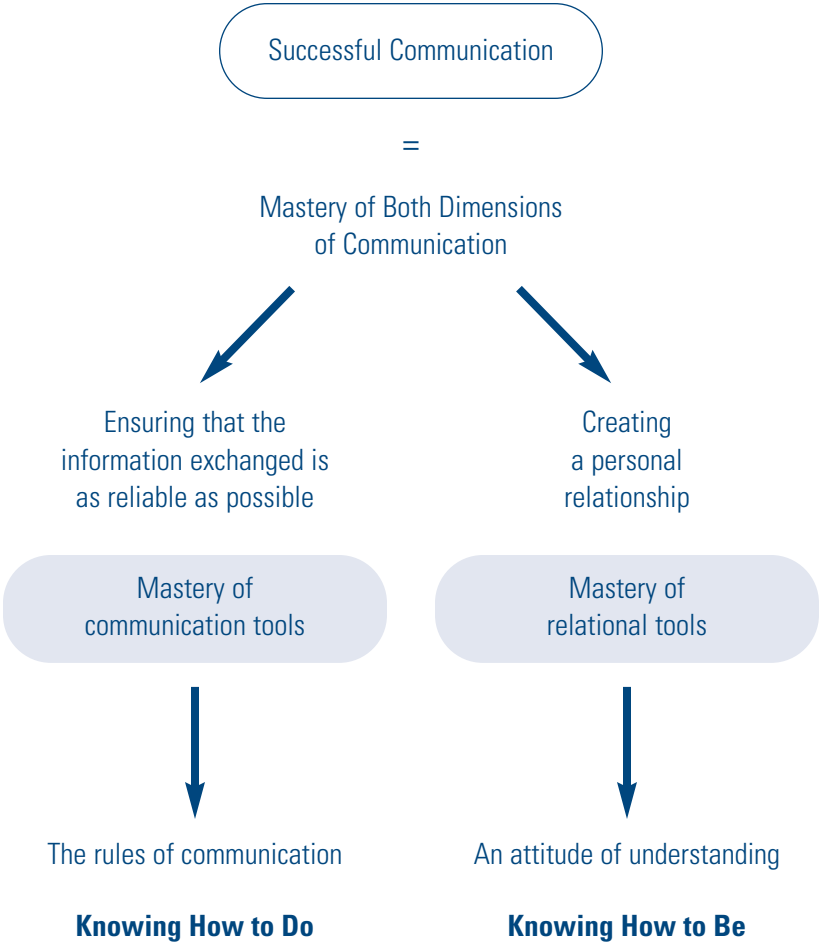 Successful Communication
=
Mastery of Both Dimensions
of Communication
Ensuring that the
information exchanged is
as reliable as possible
Mastery of
communication tools
The rules of communication
Knowing How to Do
Creating
a personal
relationship
Mastery of
relational tools
An attitude of understanding
Knowing How to Be